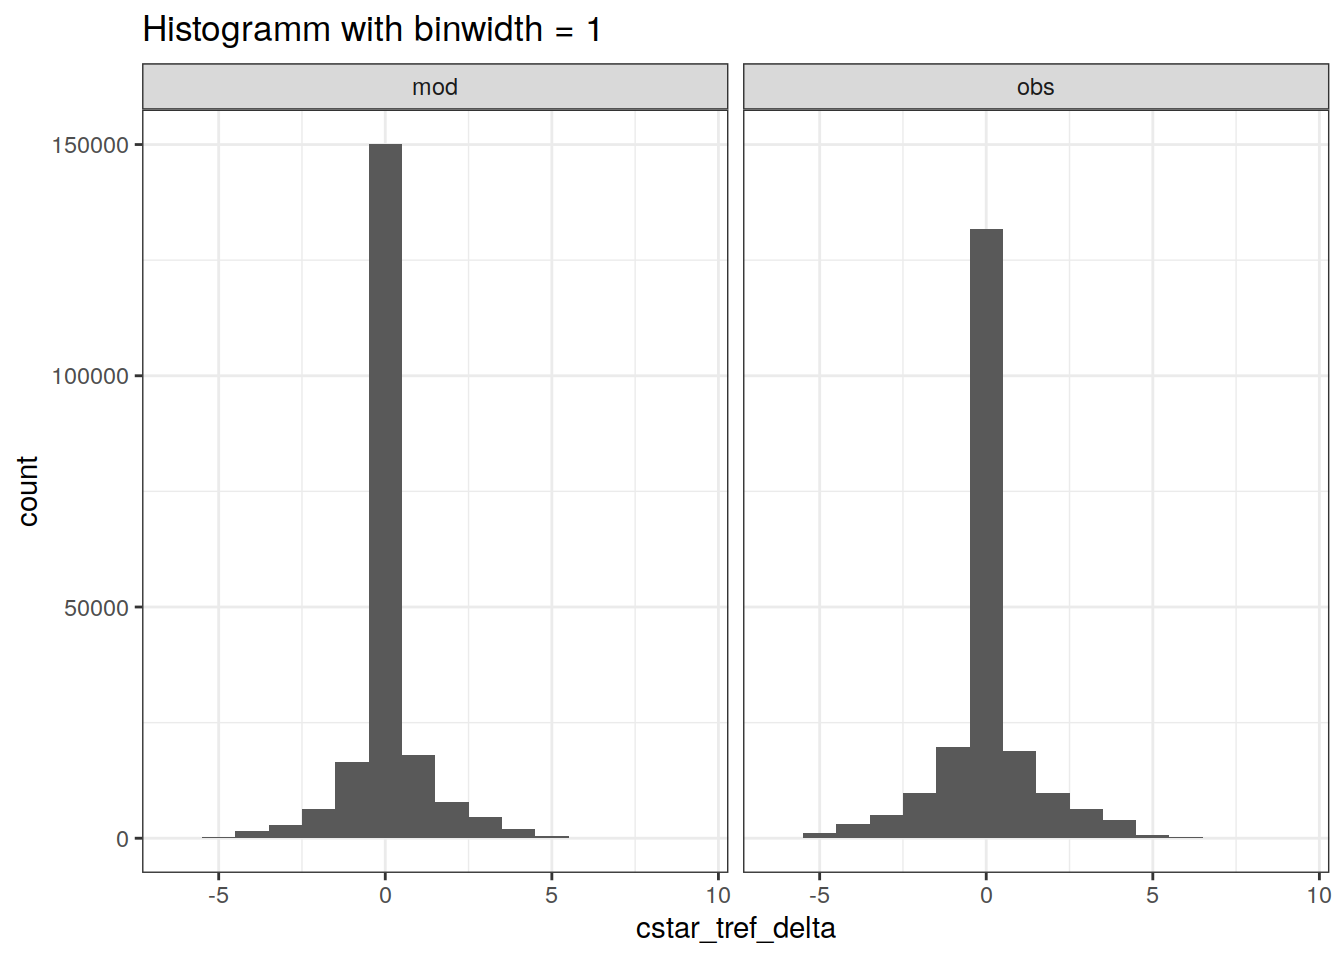 Histogramm with binwidth = 1
mod
obs
150000
100000
50000
0
count
-5 0 5 10
-5 0 5 10
cstar_tref_delta